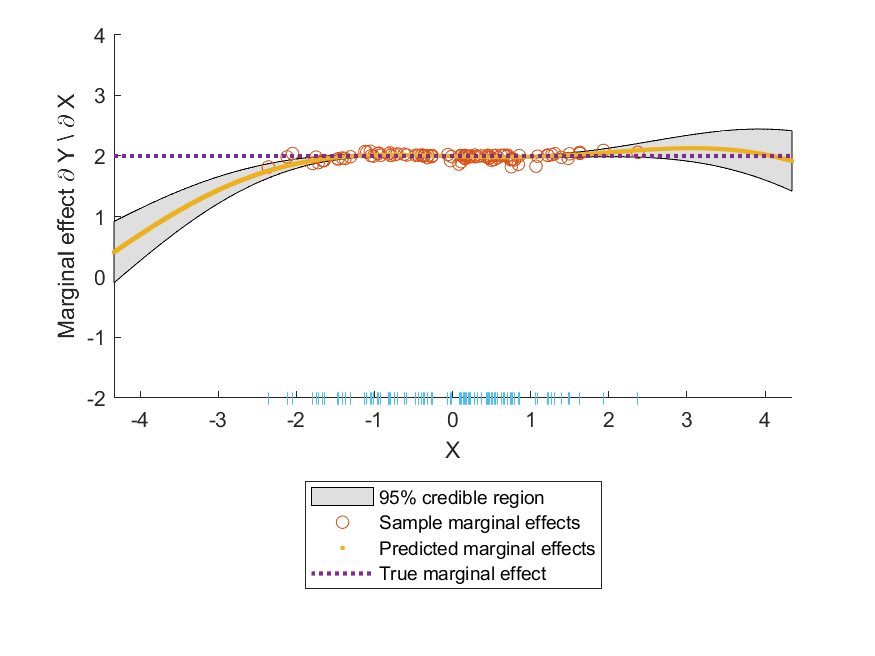 4
3
2
1
0
-1
-2
Marginal effect ∂ Y \ ∂ X
-4 -3 -2 -1 0 1 2 3 4
X
95% credible region
Sample marginal effects
Predicted marginal effects
True marginal effect